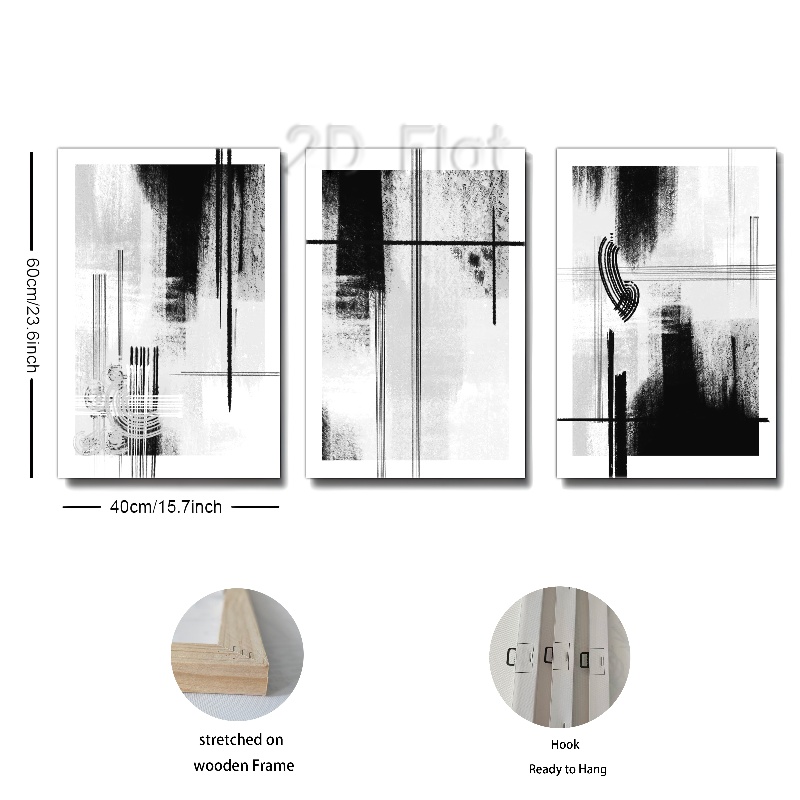 2D Flat
60cm/23.6inch
40cm/15.7inch
stretched on
wooden Frame
Hook
Ready to Hang